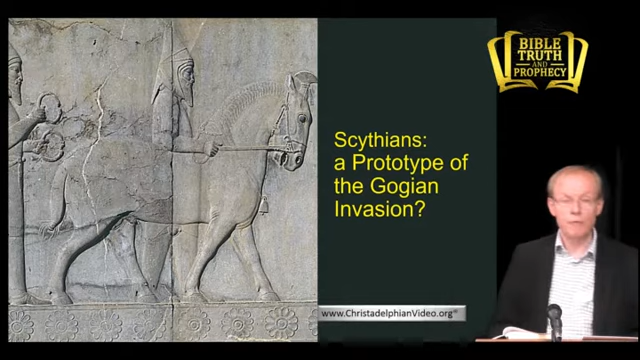 BIBLE
TRUTH
AND
PROPHECY
Scythians:
a Prototype of
the Gogian
Invasion?
www.ChristadelphianVideo.org®